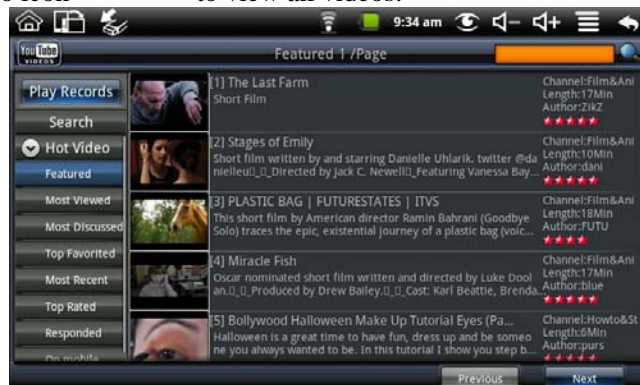 to view all videos.
9:34 am
You Tube
VIDEOS
Featured 1 /Page
Play Records
Search
Hot Video
Featured
Most Viewed
Most Discussed
Top Favorited
Most Recent
Top Rated
Responded
On mobile
[1] The Last Farm
Short Film
Channel:Film&Ani
Length:17Min
Author:ZikZ
[2] Stages of Emily
Short film written by and starring Danielle Uhlarik. twitter @da
nielleu▯_▯_Directed by Jack C. Newell▯_Featuring Vanessa Bay...
Channel:Film&Ani
Length:10Min
Author:dani
[3] PLASTIC BAG | FUTURESTATES | ITVS
This short film by American director Ramin Bahrani (Goodbye
Solo) traces the epic, existential journey of a plastic bag (voic...
Channel:Film&Ani
Length:18Min
Author:FUTU
[4] Miracle Fish
Oscar nominated short film written and directed by Luke Dool
an.▯_▯_Produced by Drew Bailey.▯_▯_Cast: Karl Beattie, Brenda...
Channel:Film&Ani
Length:17Min
Author:blue
[5] Bollywood Halloween Make Up Tutorial Eyes (Pa...
Halloween is a great time to have fun, dress up and be someo
ne you always wanted to be. In this tutorial I show you step b...
Channel:Howto&St
Length:6Min
Author:purs
Previous
Next